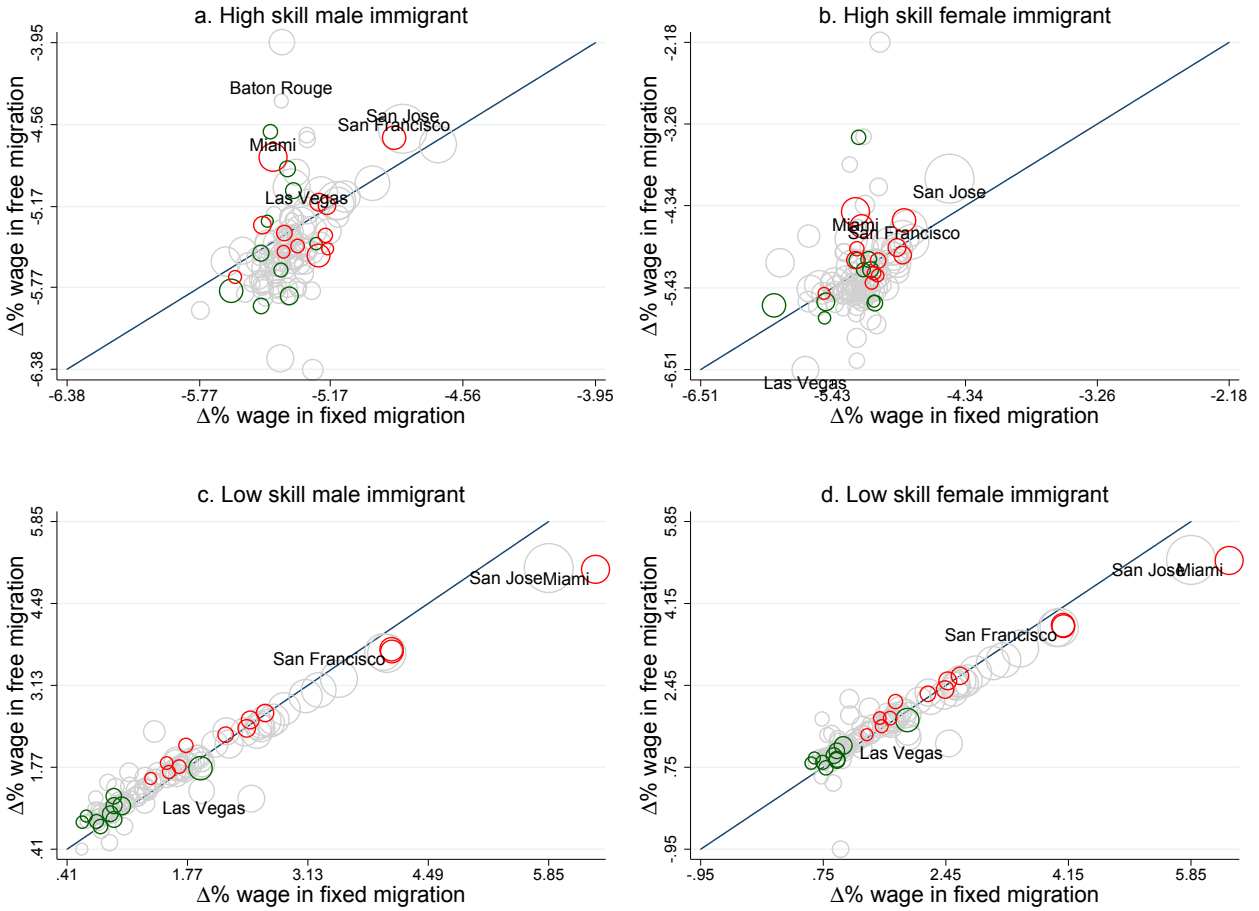 a. High skill male immigrant
Δ% wage in free migration
-3.95
-4.56
-5.17
-5.77
-6.38
Baton Rouge
San Jose
San Francisco
Miami
Las Vegas
-6.38 -5.77 -5.17 -4.56 -3.95
Δ% wage in fixed migration
b. High skill female immigrant
Δ% wage in free migration
-2.18
-3.26
-4.34
-5.43
-6.51
San Jose
Miami
San Francisco
Las Vegas
-6.51 -5.43 -4.34 -3.26 -2.18
Δ% wage in fixed migration
c. Low skill male immigrant
Δ% wage in free migration
5.85
4.49
3.13
1.77
.41
San Jose
Miami
San Francisco
Las Vegas
.41 1.77 3.13 4.49 5.85
Δ% wage in fixed migration
d. Low skill female immigrant
Δ% wage in free migration
5.85
4.15
2.45
.75
-.95
San Jose
Miami
San Francisco
Las Vegas
-.95 .75 2.45 4.15 5.85
Δ% wage in fixed migration